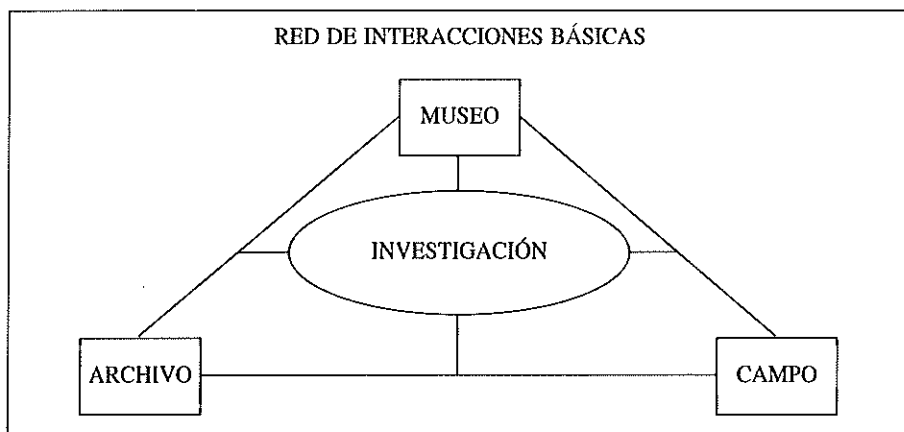 RED DE INTERACCIONES BÁSICAS
MUSEO
INVESTIGACIÓN
ARCHIVO
CAMPO